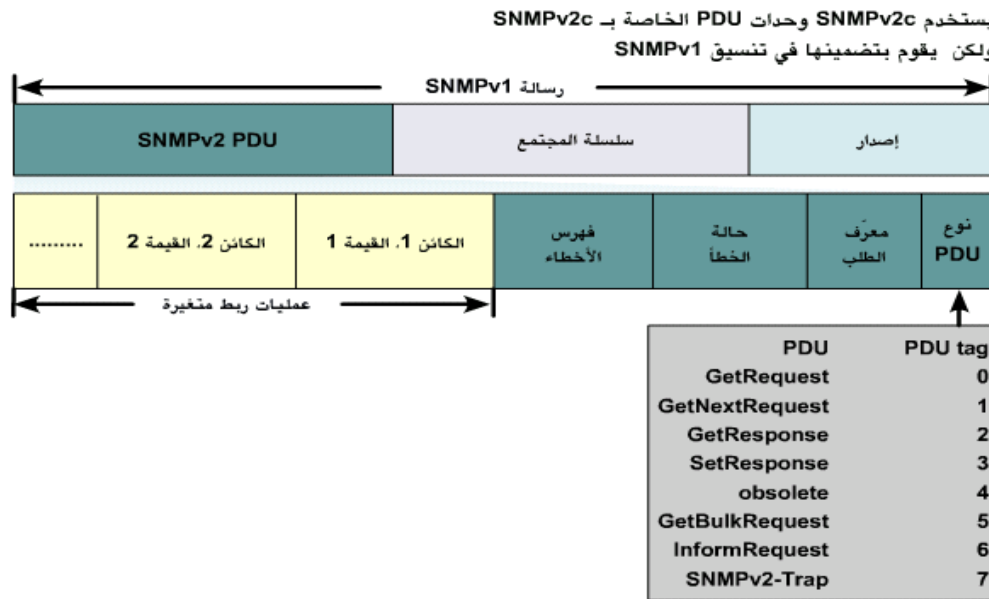 يستخدم SNMPv2c وحدات PDU الخاصة بـ SNMPv2c
ولكن يقوم بتضمينها في تنسيق SNMPv1
رسالة SNMPv1
إصدار
سلسلة المجتمع
SNMPv2 PDU
نوع
PDU
معرّف
الطلب
حالة
الخطأ
فهرس
الأخطاء
الكائن 1. القيمة 1
الكائن 2. القيمة 2
.........
عمليات ربط متغيرة
PDU tag PDU
0 GetRequest
1 GetNextRequest
2 GetResponse
3 SetResponse
4 obsolete
5 GetBulkRequest
6 InformRequest
7 SNMPv2-Trap